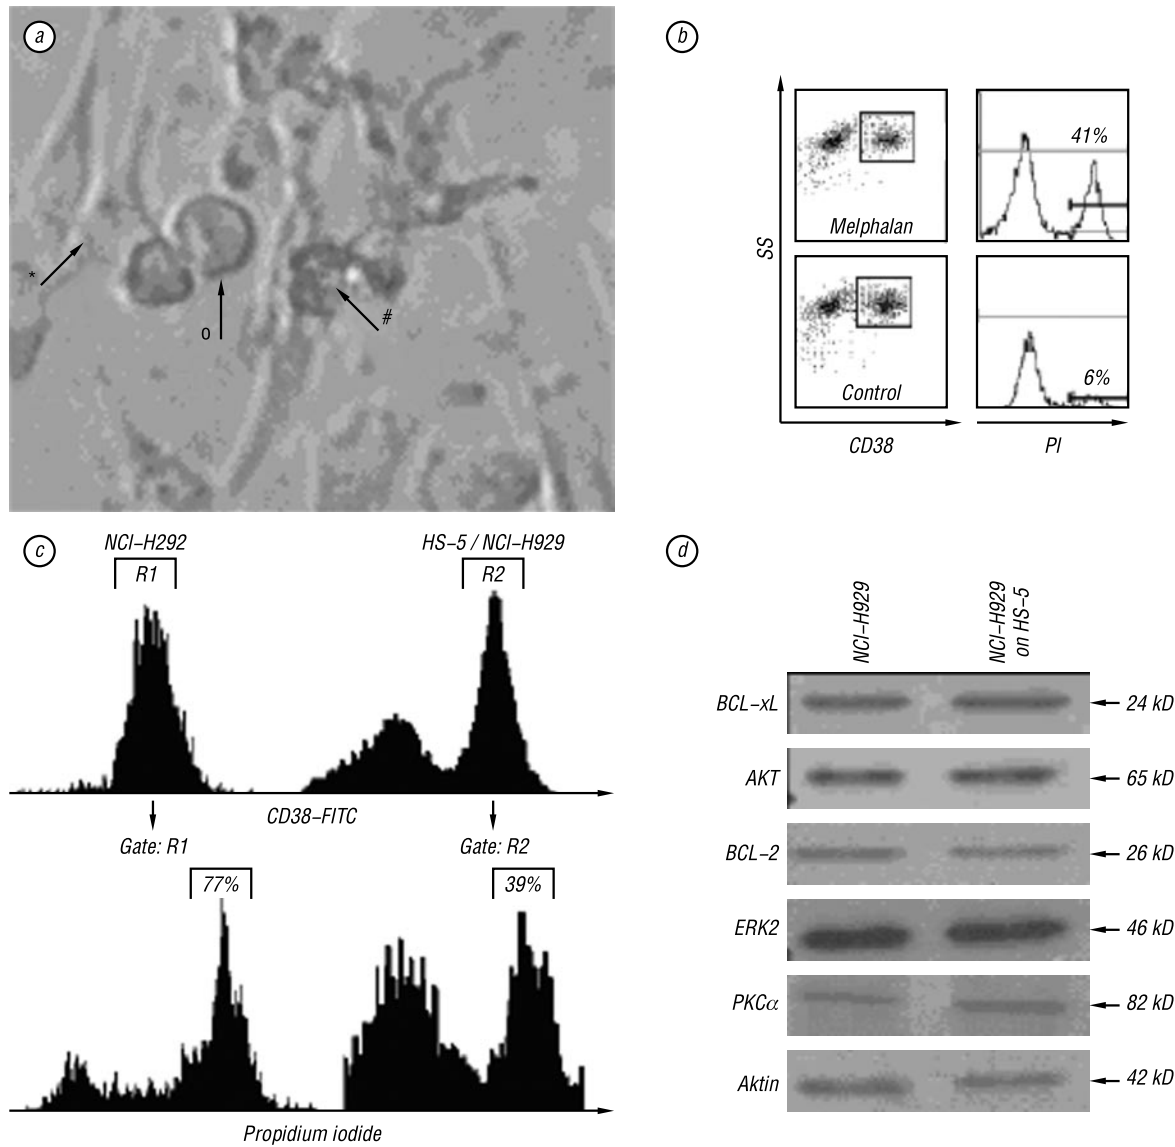 a
*
o
#
b
SS
41%
Melphalan
6%
Control
CD38
PI
c
NCI–H292
HS–5 / NCI–H929
R1
R2
CD38–FITC
Gate: R1
Gate: R2
77%
39%
Propidium iodide
d
NCI–H929
NCI–H929
on HS–5
BCL–xL
24 kD
AKT
65 kD
BCL–2
26 kD
ERK2
46 kD
PKCα
82 kD
Aktin
42 kD